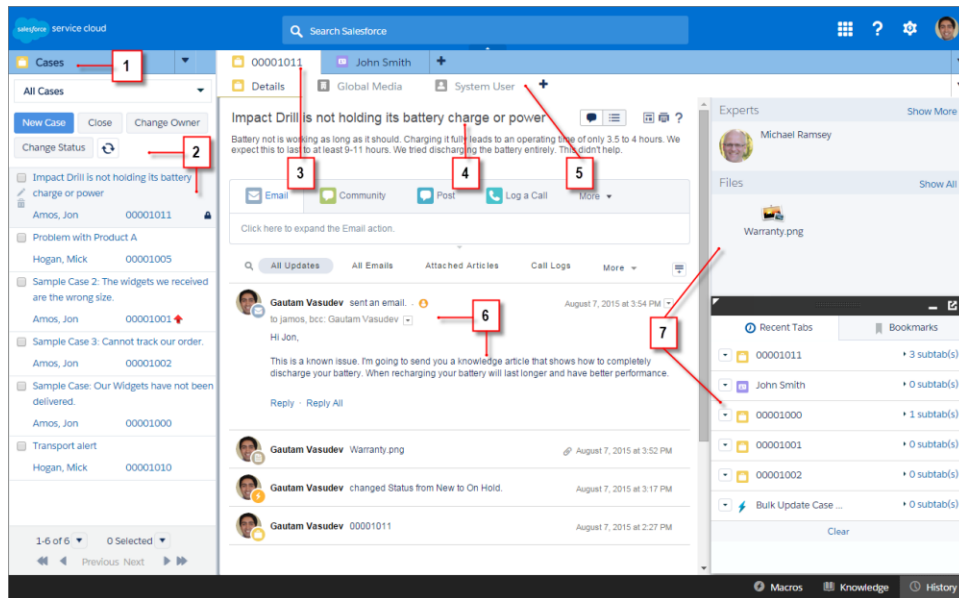 salesforce service cloud
Search Salesforce
?
Cases
1
All Cases
New Case Close Change Owner
Change Status
2
Impact Drill is not holding its battery
charge or power
Amos, Jon 00001011
Problem with Product A
Hogan, Mick 00001005
Sample Case 2: The widgets we received
are the wrong size.
Amos, Jon 00001001
Sample Case 3: Cannot track our order.
Amos, Jon 00001002
Sample Case: Our Widgets have not been
delivered.
Amos, Jon 00001000
Transport alert
Hogan, Mick 00001010
1-6 of 6 0 Selected
Previous Next
00001011 John Smith +
Details Global Media System User +
Impact Drill is not holding its battery charge or power
?
Battery not is working as long as it should. Charging it fully leads to an operating time of only 3.5 to 4 hours. We
expect this to last to at least 9-11 hours. We tried discharging the battery entirely. This didn't help.
3
4
5
Email Community Post Log a Call More
Click here to expand the Email action.
All Updates All Emails Attached Articles Call Logs More
Gautam Vasudev sent an email. August 7, 2015 at 3:54 PM
to jamos, bcc: Gautam Vasudev
6
Hi Jon,
This is a known issue. I'm going to send you a knowledge article that shows how to completely
discharge your battery. When recharging your battery will last longer and have better performance.
Reply · Reply All
Gautam Vasudev Warranty.png August 7, 2015 at 3:52 PM
Gautam Vasudev changed Status from New to On Hold. August 7, 2015 at 3:17 PM
Gautam Vasudev 00001011 August 7, 2015 at 2:27 PM
Experts Show More
Michael Ramsey
Files Show All
Warranty.png
7
Recent Tabs Bookmarks
00001011 3 subtab(s)
John Smith 0 subtab(s)
00001000 1 subtab(s)
00001001 0 subtab(s)
00001002 0 subtab(s)
Bulk Update Case ... 0 subtab(s)
Clear
Macros Knowledge History